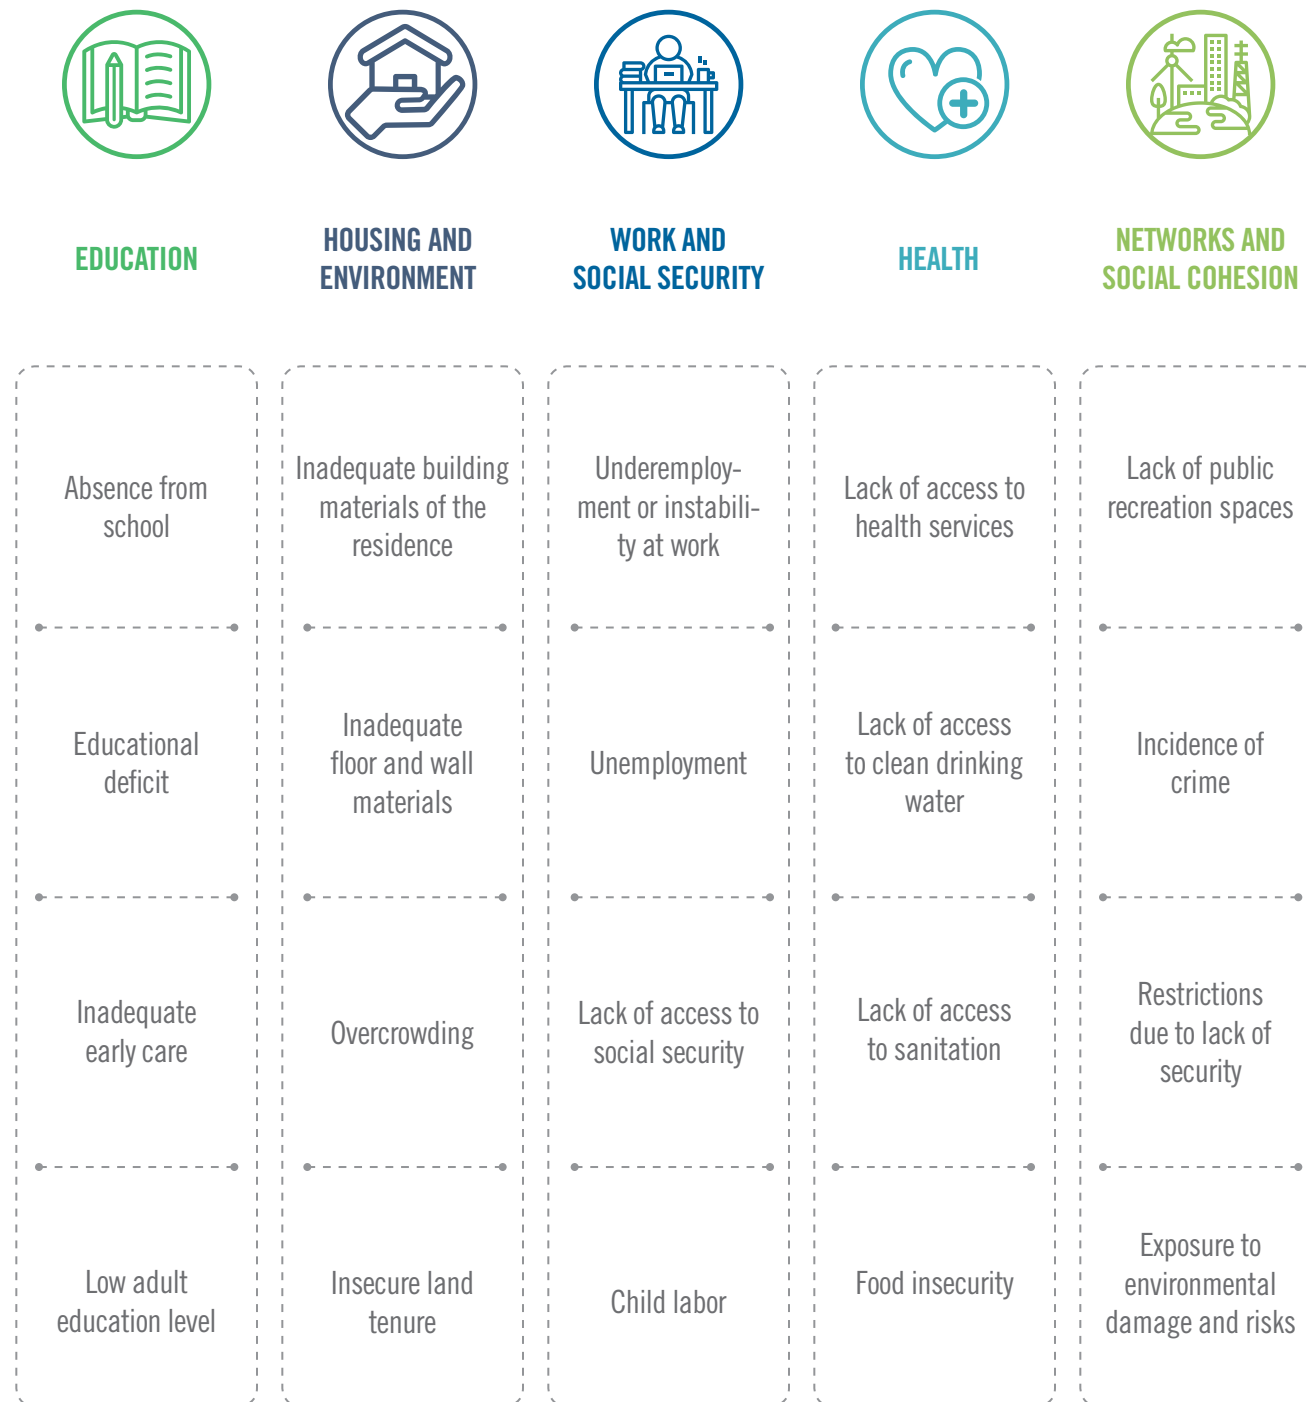 EDUCATION
HOUSING AND
ENVIRONMENT
WORK AND
SOCIAL SECURITY
HEALTH
NETWORKS AND
SOCIAL COHESION
Absence from
school
Educational
deficit
Inadequate
early care
Low adult
education level
Inadequate building
materials of the
residence
Inadequate
floor and wall
materials
Overcrowding
Insecure land
tenure
Underemploy-
ment or instabili-
ty at work
Unemployment
Lack of access to
social security
Child labor
Lack of access to
health services
Lack of access
to clean drinking
water
Lack of access
to sanitation
Food insecurity
Lack of public
recreation spaces
Incidence of
crime
Restrictions
due to lack of
security
Exposure to
environmental
damage and risks